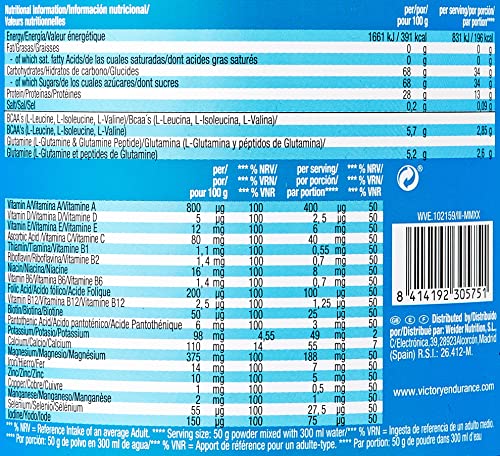 Nutritional information/Información nutricional/ per/por/ per serving/por porción/
Valeurs nutritionnelles pour 100 g par portion****
Energy/Energía/Valeur énergétique 1661 kJ / 391 kcal 831 kJ / 196 kcal
Fat/Grasas/Graisses 0 g 0 g
- of which sat. fatty Acids/de las cuales saturadas/dont acides gras saturés 0 g 0 g
Carbohydrates/Hidratos de carbono/Glucides 68 g 34 g
- of which Sugars/de los cuales azúcares/dont sucres 68 g 34 g
Protein/Proteínas/Protéines 28 g 13 g
Salt/Sal/Sel 0,2 g 0,09 g
BCAA's (L-Leucine, L-Isoleucine, L-Valine)/Bcaa's (L-Leucina, L-Isoleucina, L-Valina)/
BCAA's (L-Leucine, L-Isoleucine, L-Valine) 5,7 g 2,85 g
Glutamine (L-Glutamine & Glutamine Peptide)/Glutamina (L-Glutamina y péptidos de Glutamina)/
Glutamine (L-Glutamine et peptides de Glutamine) 5,2 g 2,6 g
per/ *** % NRV/ per serving/ *** % NRV/
por/ *** % VRN/ por porción/ *** % VRN/
pour 100 g *** % VNR par portion**** *** % VNR
Vitamin A/Vitamina A/Vitamine A 800 µg 100 400 µg 50
Vitamin D/Vitamina D/Vitamine D 5 µg 100 2,5 µg 50
Vitamin E/Vitamina E/Vitamine E 12 mg 100 6 mg 50
Ascorbic Acid/Vitamina C/Vitamine C 80 mg 100 40 mg 50
Thiamin/Tiamina/Vitamine B1 1,1 mg 100 0,55 mg 50
Riboflavin/Riboflavina/Vitamine B2 1,4 mg 100 0,7 mg 50
Niacin/Niacina/Niacine 16 mg 100 8 mg 50
Vitamin B6/Vitamina B6/Vitamine B6 1,4 mg 100 0,7 mg 50
Folic Acid/Ácido fólico/Acide Folique 200 µg 100 100 µg 50
Vitamin B12/Vitamina B12/Vitamine B12 2,5 µg 100 1,25 µg 50
Biotin/Biotina/Biotine 50 µg 100 25 µg 50
Pantothenic Acid/Acido pantoténico/Acide Pantothénique 6 mg 100 3 mg 50
Potassium/Potasio/Potassium 98 mg 4,55 49 mg 2
Calcium/Calcio/Calcium 110 mg 14 55 mg 7
Magnesium/Magnesio/Magnésium 375 mg 100 188 mg 50
Iron/Hierro/Fer 14 mg 100 7 mg 50
Zinc/Zinc/Zinc 10 mg 100 5 mg 50
Copper/Cobre/Cuivre 1 mg 100 0,5 mg 50
Manganese/Manganeso/Manganèse 2 mg 100 1 mg 50
Selenium/Selenio/Sélénium 55 µg 100 27,5 µg 50
Iodine/Yodo/Iode 150 µg 100 75 µg 50
*** % NRV = Reference Intake of an average Adult. **** Serving size: 50 g powder mixed with 300 ml water/*** % VRN = Ingesta de referencia de un adulto medio.
**** Por porción: 50 g de polvo en 300 ml de agua/*** % VNR = Apport de référence pour un adulte-type. **** Par portion: 50 g de poudre dans 300 ml d'eau
WVE.102159/III-MMXX
8 414192 305751
Distributed by/Distribuido
por/Distribué par: Weider Nutrition, S.L.
C/Electrónica,39,28923Alcorcón,Madrid
(Spain) R.S.I.: 26.412-M.
www.victoryendurance.com